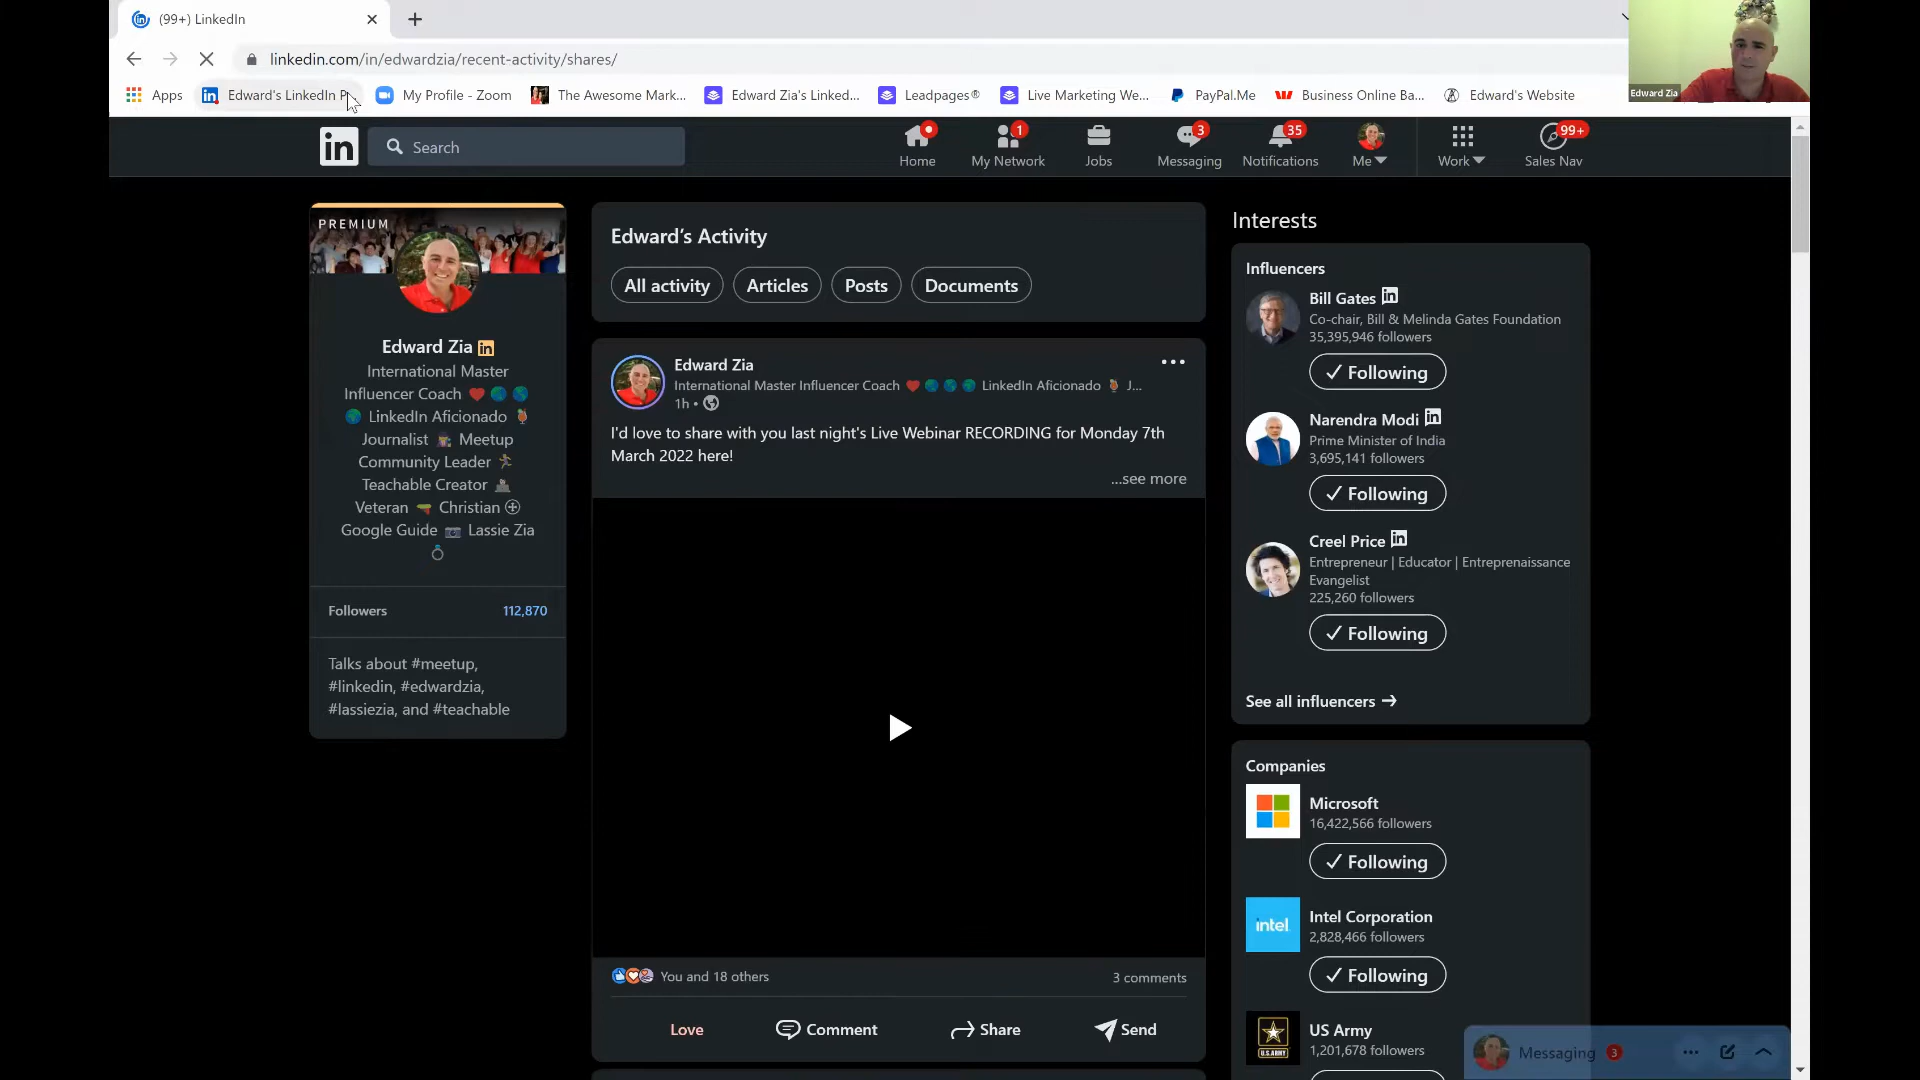 (99+) LinkedIn
linkedin.com/in/edwardzia/recent-activity/shares/
Apps
Edward's LinkedIn P...
My Profile - Zoom
The Awesome Mark...
Edward Zia's Linked...
Leadpages®
Live Marketing We...
PayPal.Me
Business Online Ba...
Edward's Website
Edward Zia
in
Search
Home
1
My Network
Jobs
3
Messaging
35
Notifications
Me
Work
99+
Sales Nav
PREMIUM
Edward Zia in
International Master
Influencer Coach
LinkedIn Aficionado
Journalist Meetup
Community Leader
Teachable Creator
Veteran Christian
Google Guide Lassie Zia
Followers 112,870
Talks about #meetup,
#linkedin, #edwardzia,
#lassiezia, and #teachable
Edward's Activity
All activity
Articles
Posts
Documents
Edward Zia
International Master Influencer Coach LinkedIn Aficionado J...
1h •
I'd love to share with you last night's Live Webinar RECORDING for Monday 7th
March 2022 here!
...see more
You and 18 others
3 comments
Love
Comment
Share
Send
Interests
Influencers
Bill Gates in
Co-chair, Bill & Melinda Gates Foundation
35,395,946 followers
Following
Narendra Modi in
Prime Minister of India
3,695,141 followers
Following
Creel Price in
Entrepreneur | Educator | Entreprenaissance
Evangelist
225,260 followers
Following
See all influencers
Companies
Microsoft
16,422,566 followers
Following
intel
Intel Corporation
2,828,466 followers
Following
U.S.ARMY
US Army
1,201,678 followers
Messaging 3